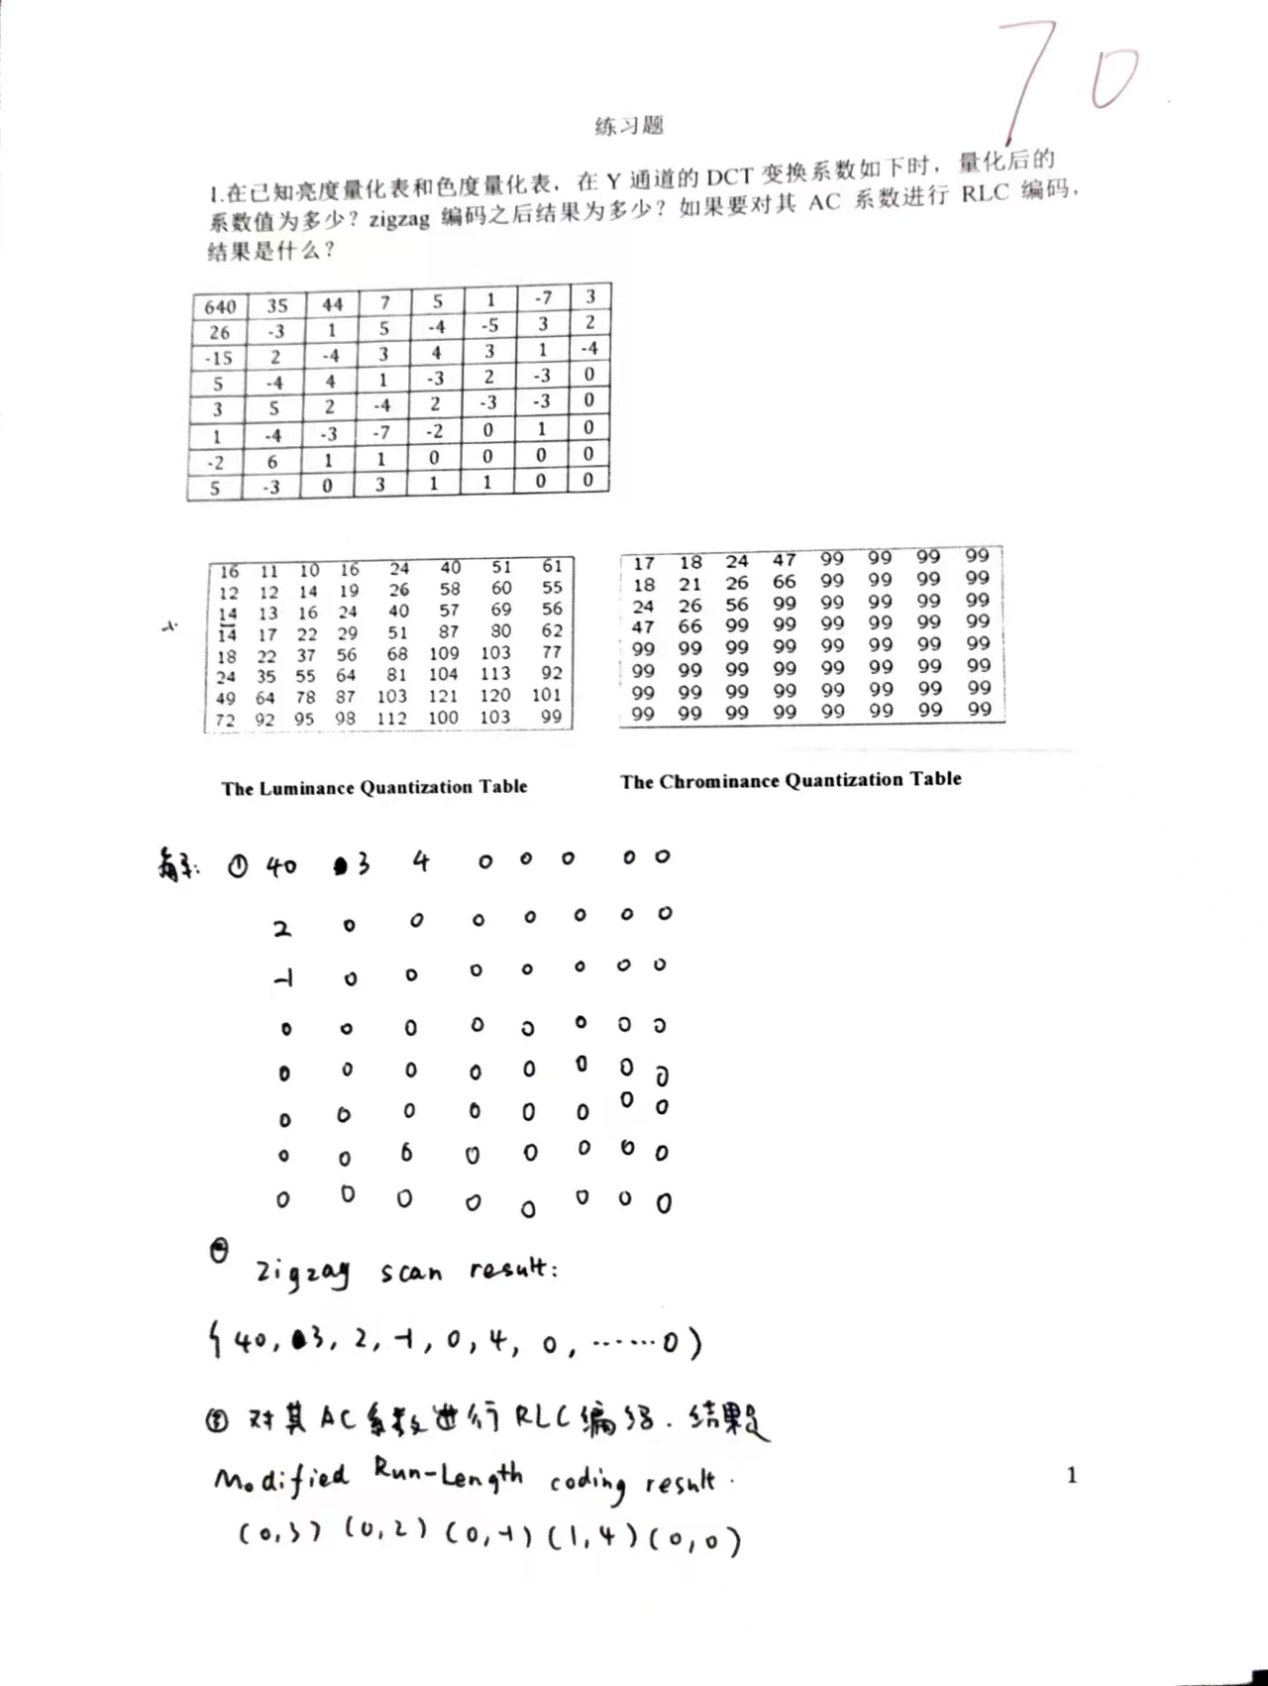 70
练习题
1.在已知亮度量化表和色度量化表，在 Y 通道的 DCT 变换系数如下时，量化后的
系数值为多少？zigzag 编码之后结果为多少？如果要对其 AC 系数进行 RLC 编码，
结果是什么？
640 35 44 7 5 1 -7 3
26 -3 1 5 -4 -5 3 2
-15 2 -4 3 4 3 1 -4
5 -4 4 1 -3 2 -3 0
3 5 2 -4 2 -3 -3 0
1 -4 -3 -7 -2 0 1 0
-2 6 1 1 0 0 0 0
5 -3 0 3 1 1 0 0
16 11 10 16 24 40 51 61
12 12 14 19 26 58 60 55
14 13 16 24 40 57 69 56
14 17 22 29 51 87 80 62
18 22 37 56 68 109 103 77
24 35 55 64 81 104 113 92
49 64 78 87 103 121 120 101
72 92 95 98 112 100 103 99
The Luminance Quantization Table
17 18 24 47 99 99 99 99
18 21 26 66 99 99 99 99
24 26 56 99 99 99 99 99
47 66 99 99 99 99 99 99
99 99 99 99 99 99 99 99
99 99 99 99 99 99 99 99
99 99 99 99 99 99 99 99
99 99 99 99 99 99 99 99
The Chrominance Quantization Table
解: ① 40 3 4 0 0 0 0 0
2 0 0 0 0 0 0 0
-1 0 0 0 0 0 0 0
0 0 0 0 0 0 0 0
0 0 0 0 0 0 0 0
0 0 0 0 0 0 0 0
0 0 0 0 0 0 0 0
0 0 0 0 0 0 0 0
② zigzag scan result:
{40, 3, 2, -1, 0, 4, 0, ……0)
③ 对其AC系数进行RLC编码. 结果是
Modified Run-Length coding result.
(0,3) (0,2) (0,-1) (1,4) (0,0)
1